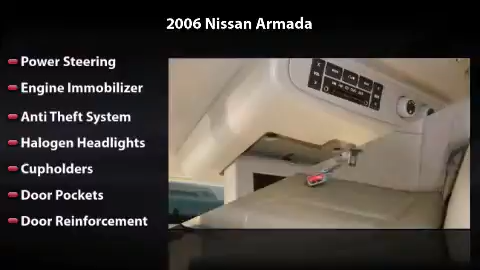 2006 Nissan Armada
Power Steering
Engine Immobilizer
Anti Theft System
Halogen Headlights
Cupholders
Door Pockets
Door Reinforcement